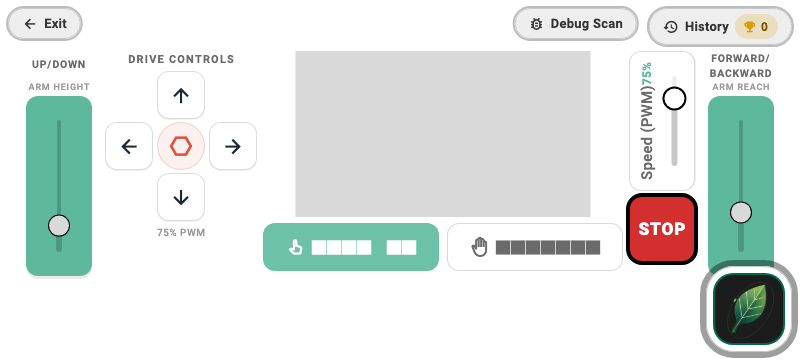 Exit
Debug Scan
History
0
UP/DOWN
ARM HEIGHT
DRIVE CONTROLS
75% PWM
Speed (PWM)
75%
STOP
FORWARD/
BACKWARD
ARM REACH